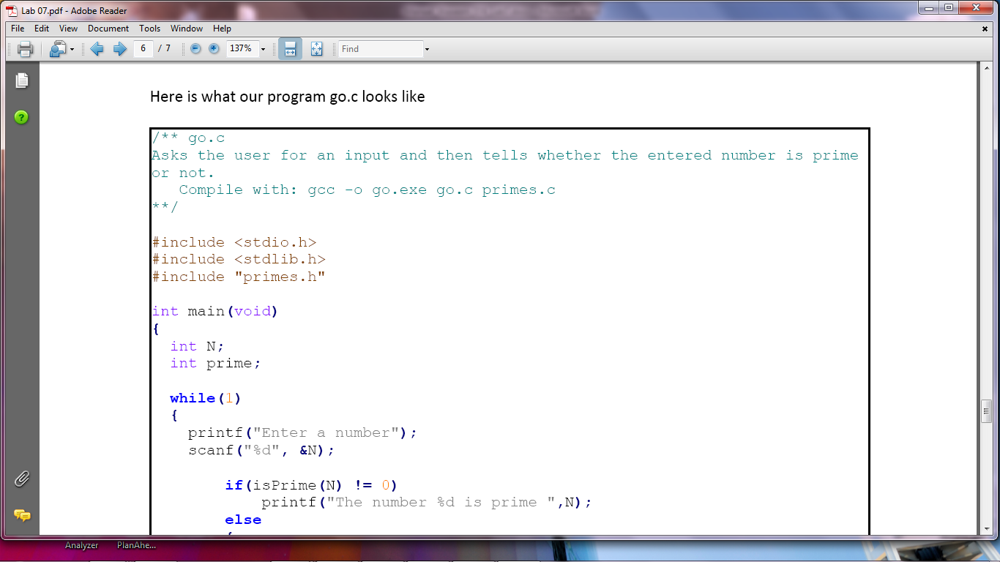 Lab 07.pdf - Adobe Reader
File Edit View Document Tools Window Help
6 / 7 137% Find
Here is what our program go.c looks like
/** go.c
Asks the user for an input and then tells whether the entered number is prime
or not.
   Compile with: gcc -o go.exe go.c primes.c
**/
#include <stdio.h>
#include <stdlib.h>
#include "primes.h"
int main(void)
{
  int N;
  int prime;
  while(1)
  {
    printf("Enter a number");
    scanf("%d", &N);
        if(isPrime(N) != 0)
            printf("The number %d is prime ",N);
        else
        {
Analyzer PlanAhe...